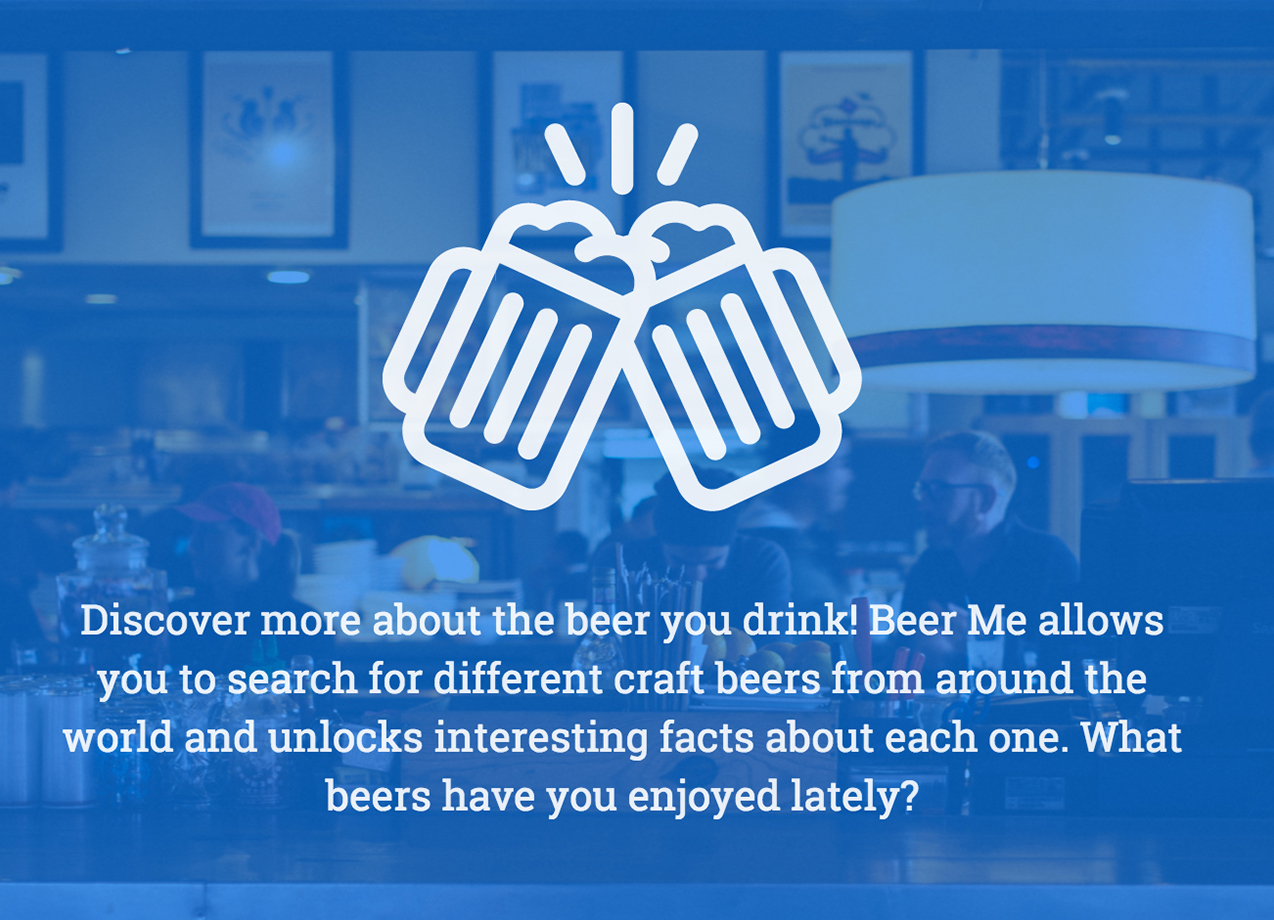 Discover more about the beer you drink! Beer Me allows
you to search for different craft beers from around the
world and unlocks interesting facts about each one. What
beers have you enjoyed lately?